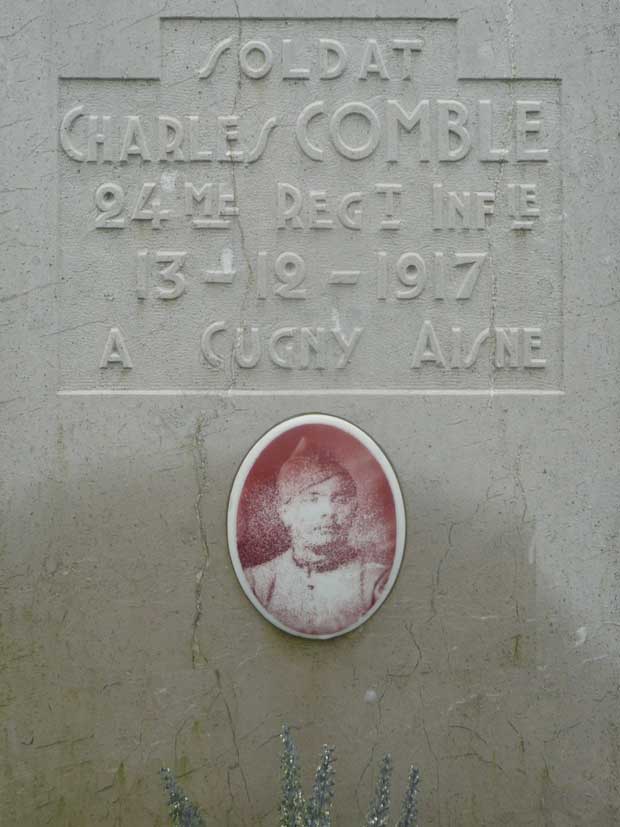 SOLDAT
CHARLES COMBLE
24ME REGT INFIE
13-12-1917
A CUGNY AISNE